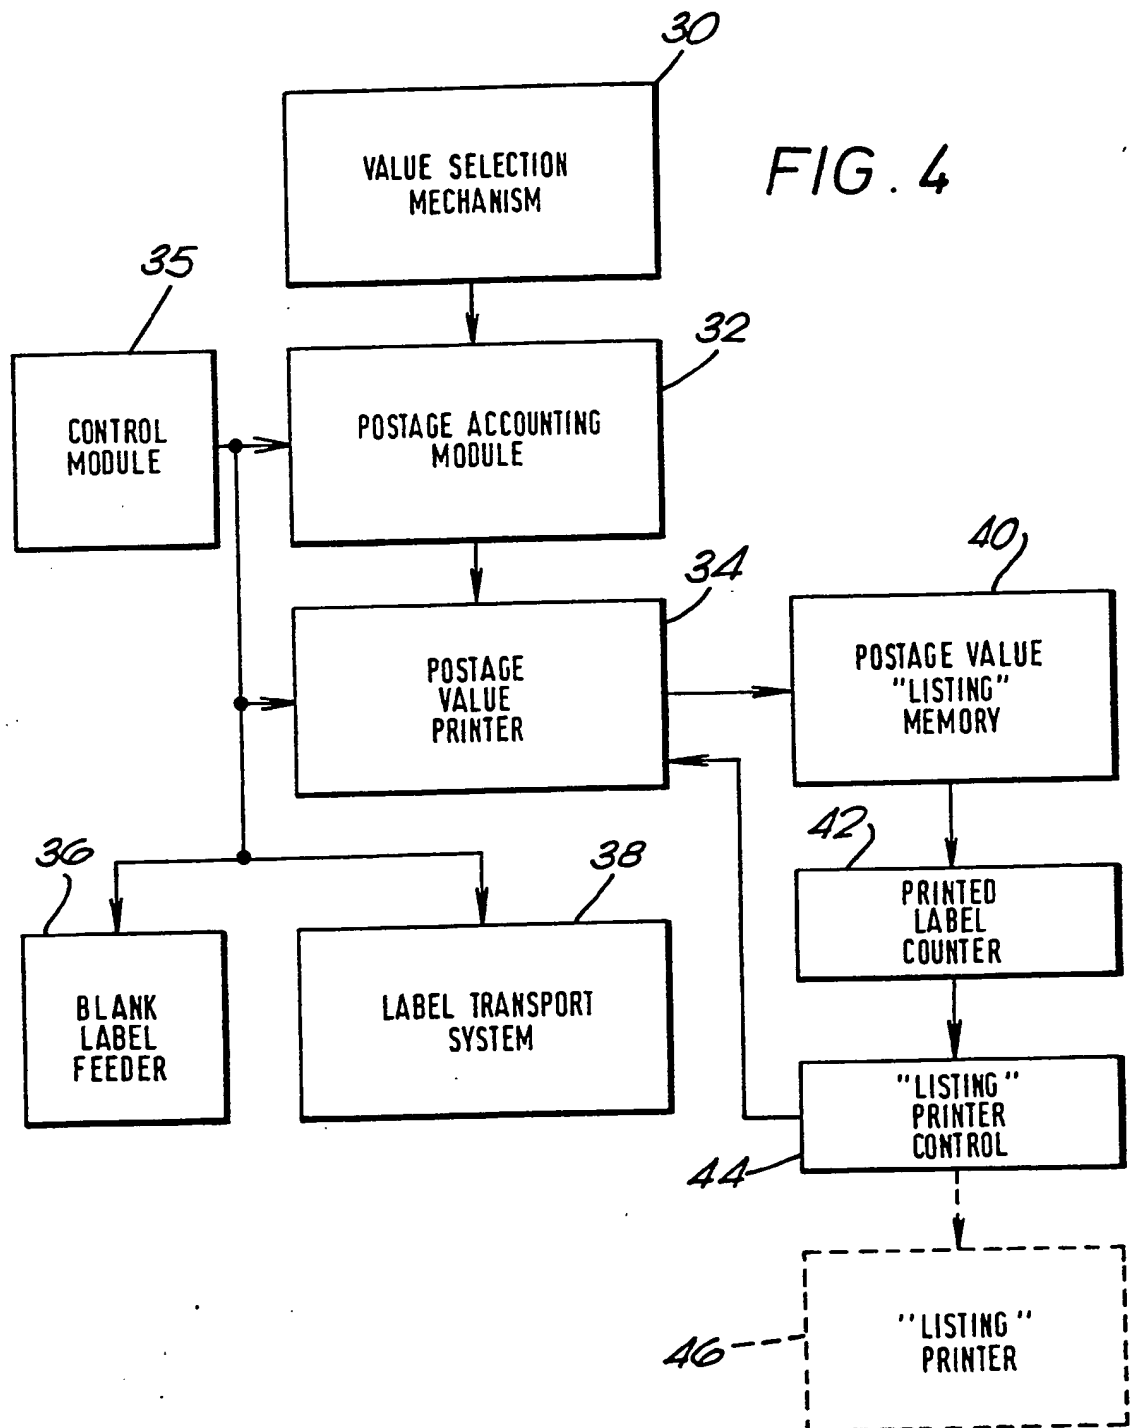 30
VALUE SELECTION
MECHANISM
FIG. 4
35
32
CONTROL
MODULE
POSTAGE ACCOUNTING
MODULE
34
40
POSTAGE
VALUE
PRINTER
POSTAGE VALUE
"LISTING"
MEMORY
42
36
38
PRINTED
LABEL
COUNTER
BLANK
LABEL
FEEDER
LABEL TRANSPORT
SYSTEM
"LISTING"
PRINTER
CONTROL
44
46
"LISTING"
PRINTER